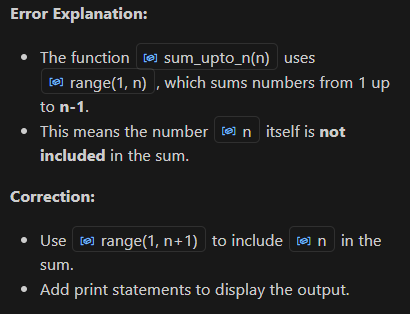 Error Explanation:
• The function sum_upto_n(n) uses
range(1, n) , which sums numbers from 1 up
to n-1.
• This means the number n itself is not
included in the sum.
Correction:
• Use range(1, n+1) to include n in the
sum.
• Add print statements to display the output.